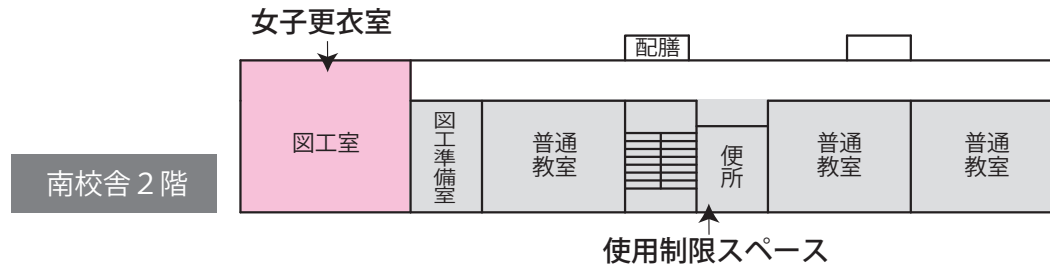 女子更衣室
配膳
図工室
図工準備室
普通
教室
便所
普通
教室
普通
教室
南校舎２階
使用制限スペース